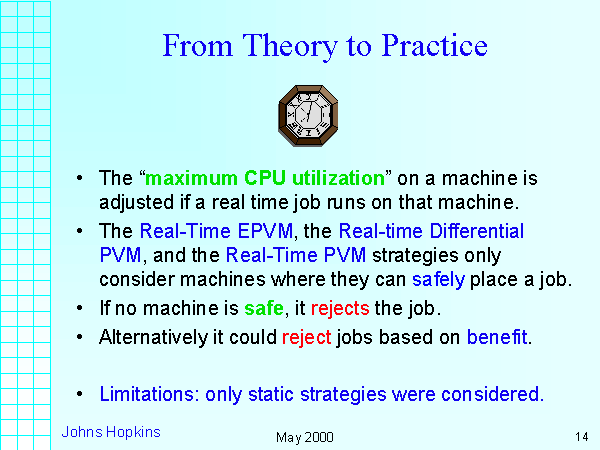 From Theory to Practice
• The “maximum CPU utilization” on a machine is
adjusted if a real time job runs on that machine.
• The Real-Time EPVM, the Real-time Differential
PVM, and the Real-Time PVM strategies only
consider machines where they can safely place a job.
• If no machine is safe, it rejects the job.
• Alternatively it could reject jobs based on benefit.
• Limitations: only static strategies were considered.
Johns Hopkins
May 2000
14